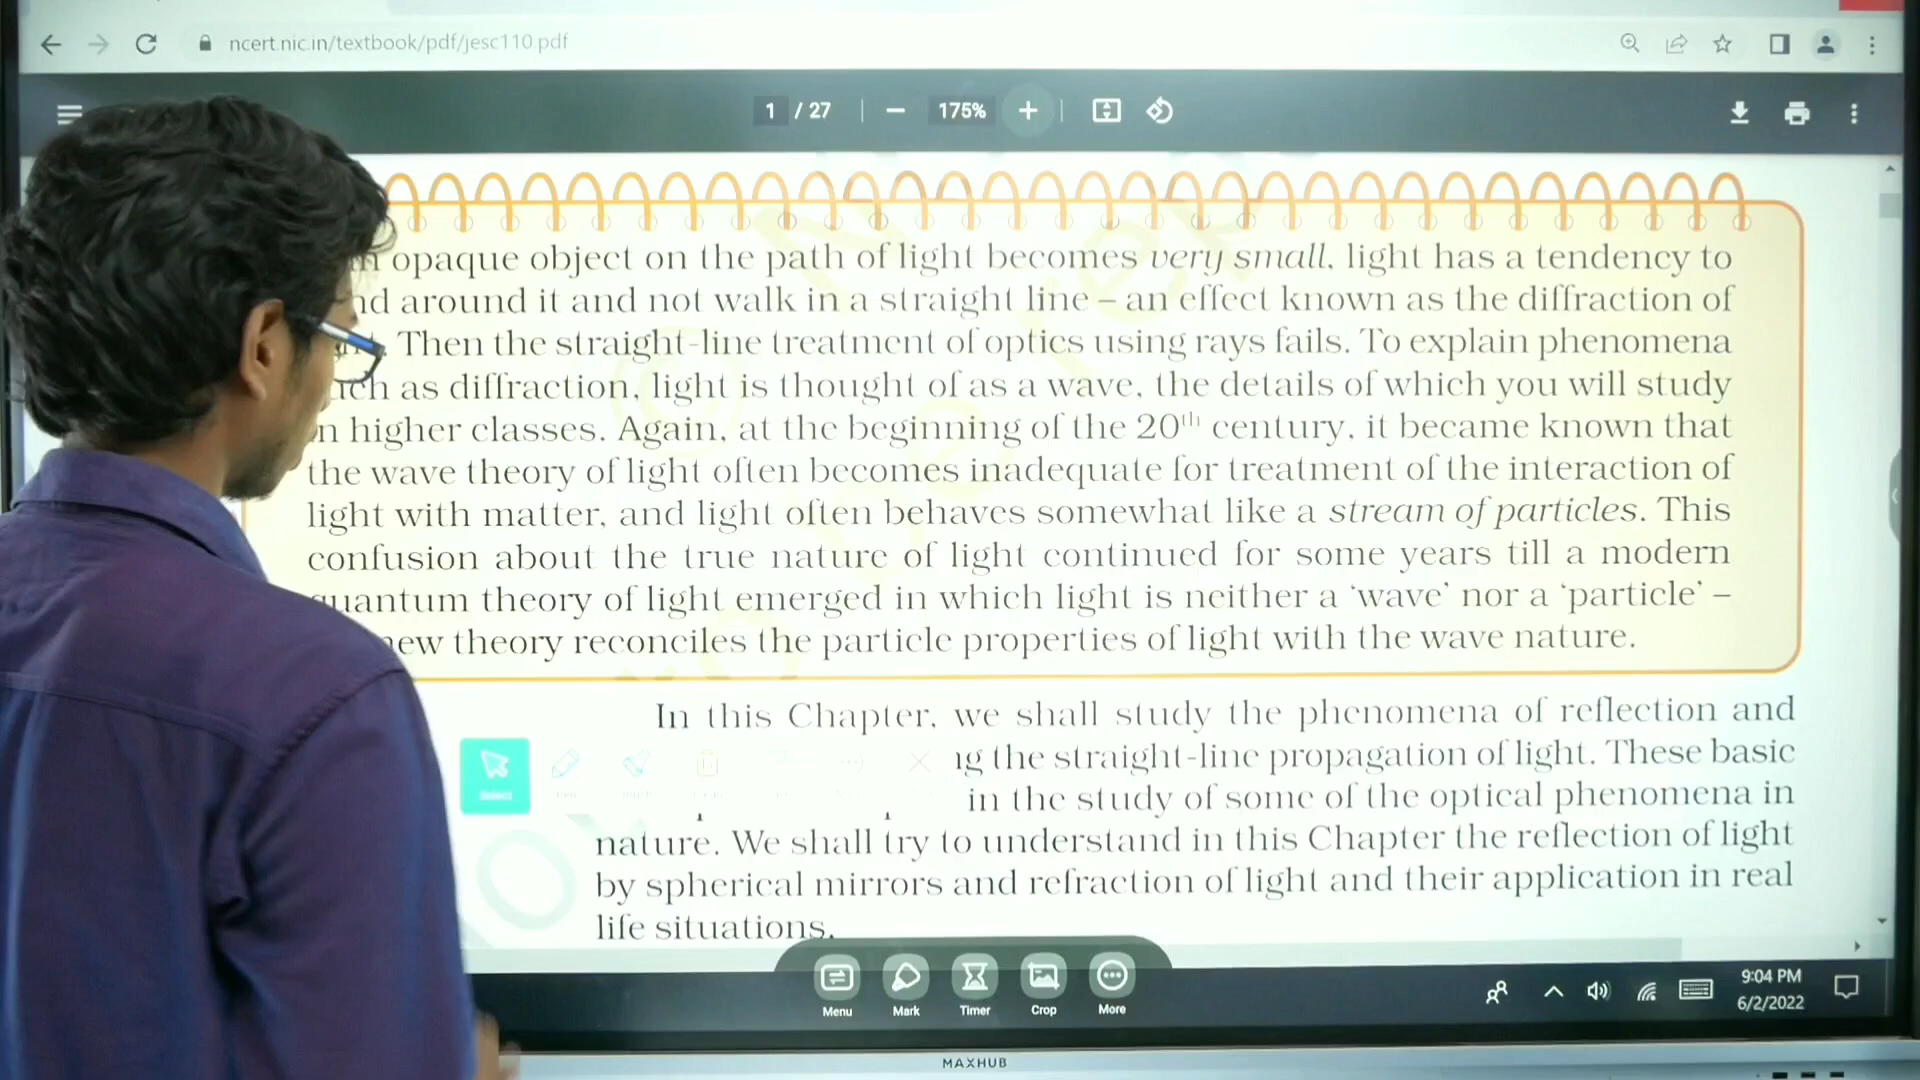 ncert.nic.in/textbook/pdf/jesc110.pdf
1 / 27
175%
opaque object on the path of light becomes very small, light has a tendency to
around it and not walk in a straight line – an effect known as the diffraction of
Then the straight-line treatment of optics using rays fails. To explain phenomena
as diffraction, light is thought of as a wave, the details of which you will study
higher classes. Again, at the beginning of the 20th century, it became known that
the wave theory of light often becomes inadequate for treatment of the interaction of
light with matter, and light often behaves somewhat like a stream of particles. This
confusion about the true nature of light continued for some years till a modern
quantum theory of light emerged in which light is neither a ‘wave’ nor a ‘particle’ –
theory reconciles the particle properties of light with the wave nature.
In this Chapter, we shall study the phenomena of reflection and
the straight-line propagation of light. These basic
in the study of some of the optical phenomena in
nature. We shall try to understand in this Chapter the reflection of light
by spherical mirrors and refraction of light and their application in real
life situations.
Select
Menu
Mark
Timer
Crop
More
9:04 PM
6/2/2022
MAXHUB